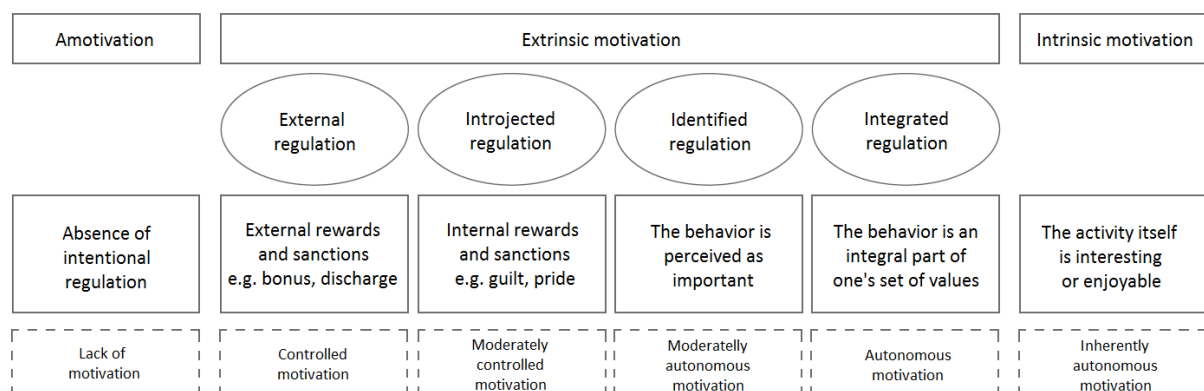 Amotivation
Extrinsic motivation
Intrinsic motivation
External
regulation
Introjected
regulation
Identified
regulation
Integrated
regulation
Absence of
intentional
regulation
External rewards
and sanctions
e.g. bonus, discharge
Internal rewards
and sanctions
e.g. guilt, pride
The behavior is
perceived as
important
The behavior is an
integral part of
one's set of values
The activity itself
is interesting
or enjoyable
Lack of
motivation
Controlled
motivation
Moderately
controlled
motivation
Moderatelly
autonomous
motivation
Autonomous
motivation
Inherently
autonomous
motivation